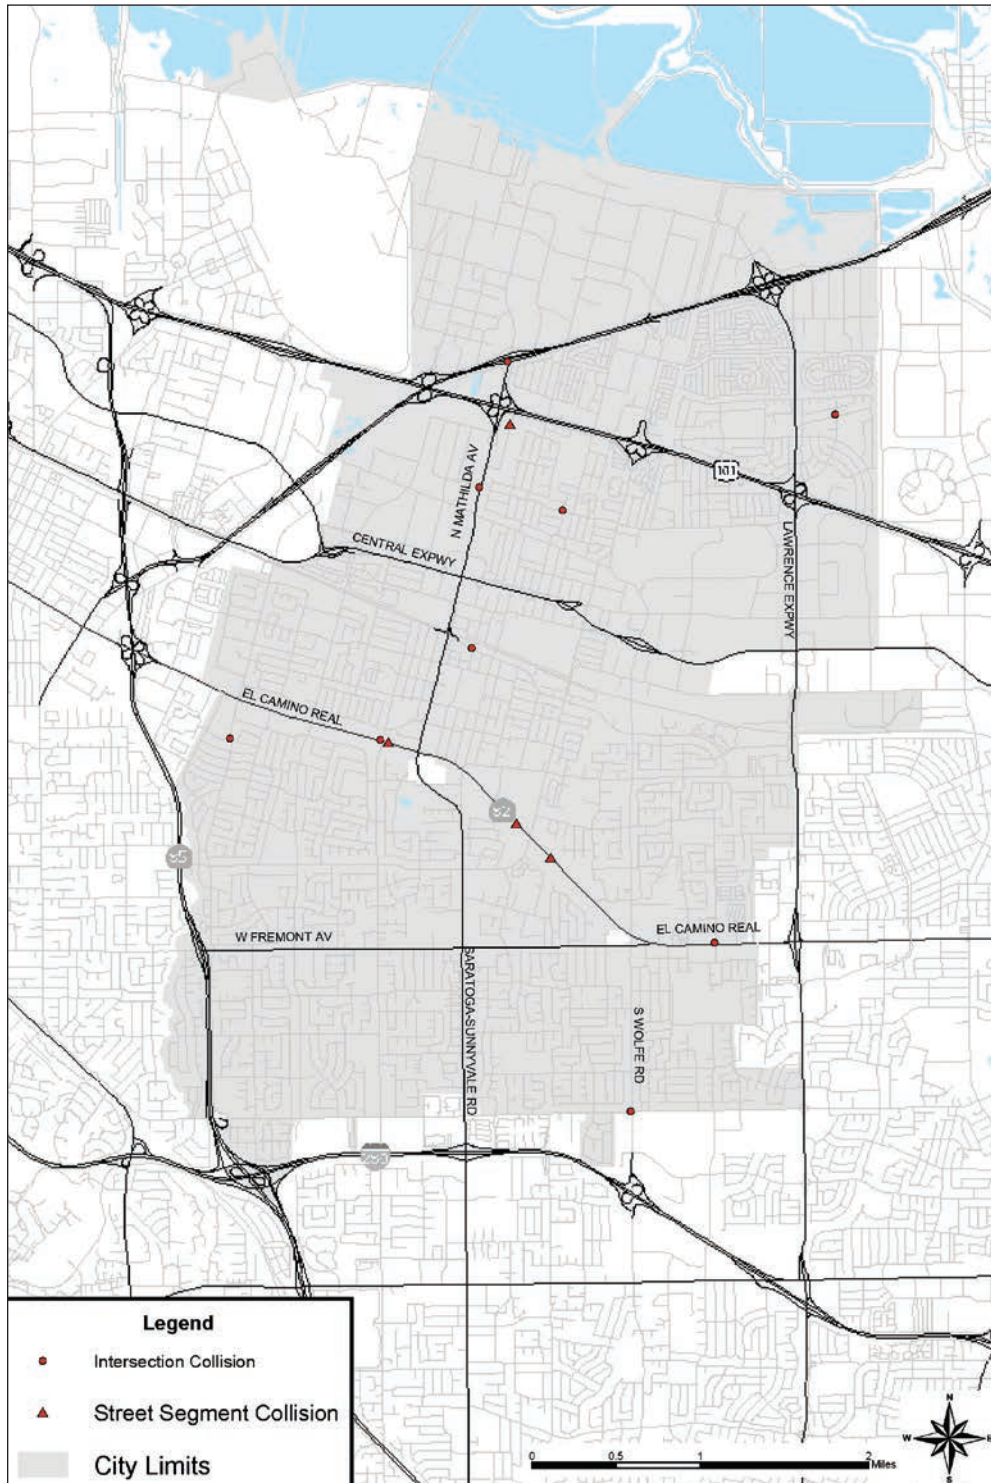 101
N MATHILDA AV
CENTRAL EXPWY
LAWRENCE EXPWY
EL CAMINO REAL
82
85
W FREMONT AV
EL CAMINO REAL
SARATOGA-SUNNYVALE RD
S WOLFE RD
Legend
Intersection Collision
Street Segment Collision
City Limits
N
W E
S
0 0.5 1 2
Miles